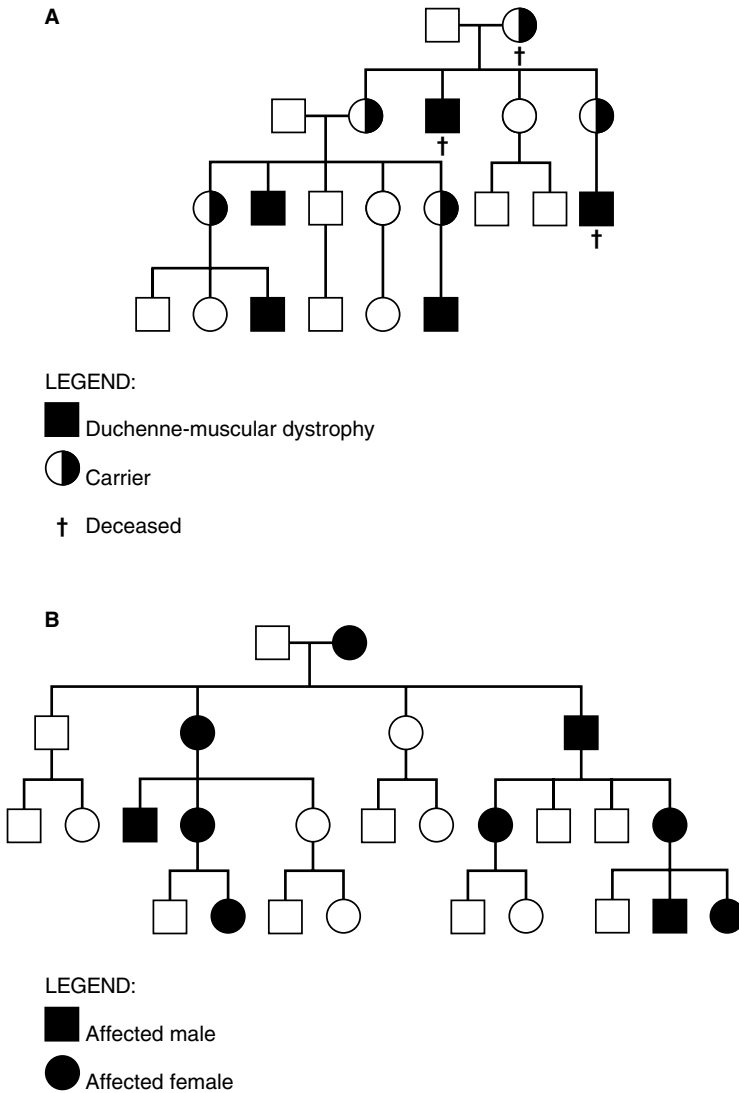 A
†
†
†
LEGEND:
Duchenne-muscular dystrophy
Carrier
† Deceased
B
LEGEND:
Affected male
Affected female